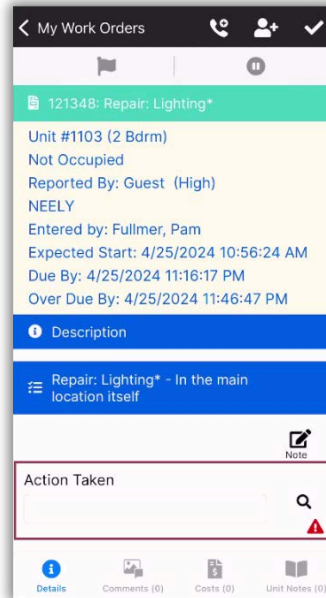 My Work Orders
121348: Repair: Lighting*
Unit #1103 (2 Bdrm)
Not Occupied
Reported By: Guest (High)
NEELY
Entered by: Fullmer, Pam
Expected Start: 4/25/2024 10:56:24 AM
Due By: 4/25/2024 11:16:17 PM
Over Due By: 4/25/2024 11:46:47 PM
Description
Repair: Lighting* - In the main
location itself
Note
Action Taken
Details Comments (0) Costs (0) Unit Notes (0)